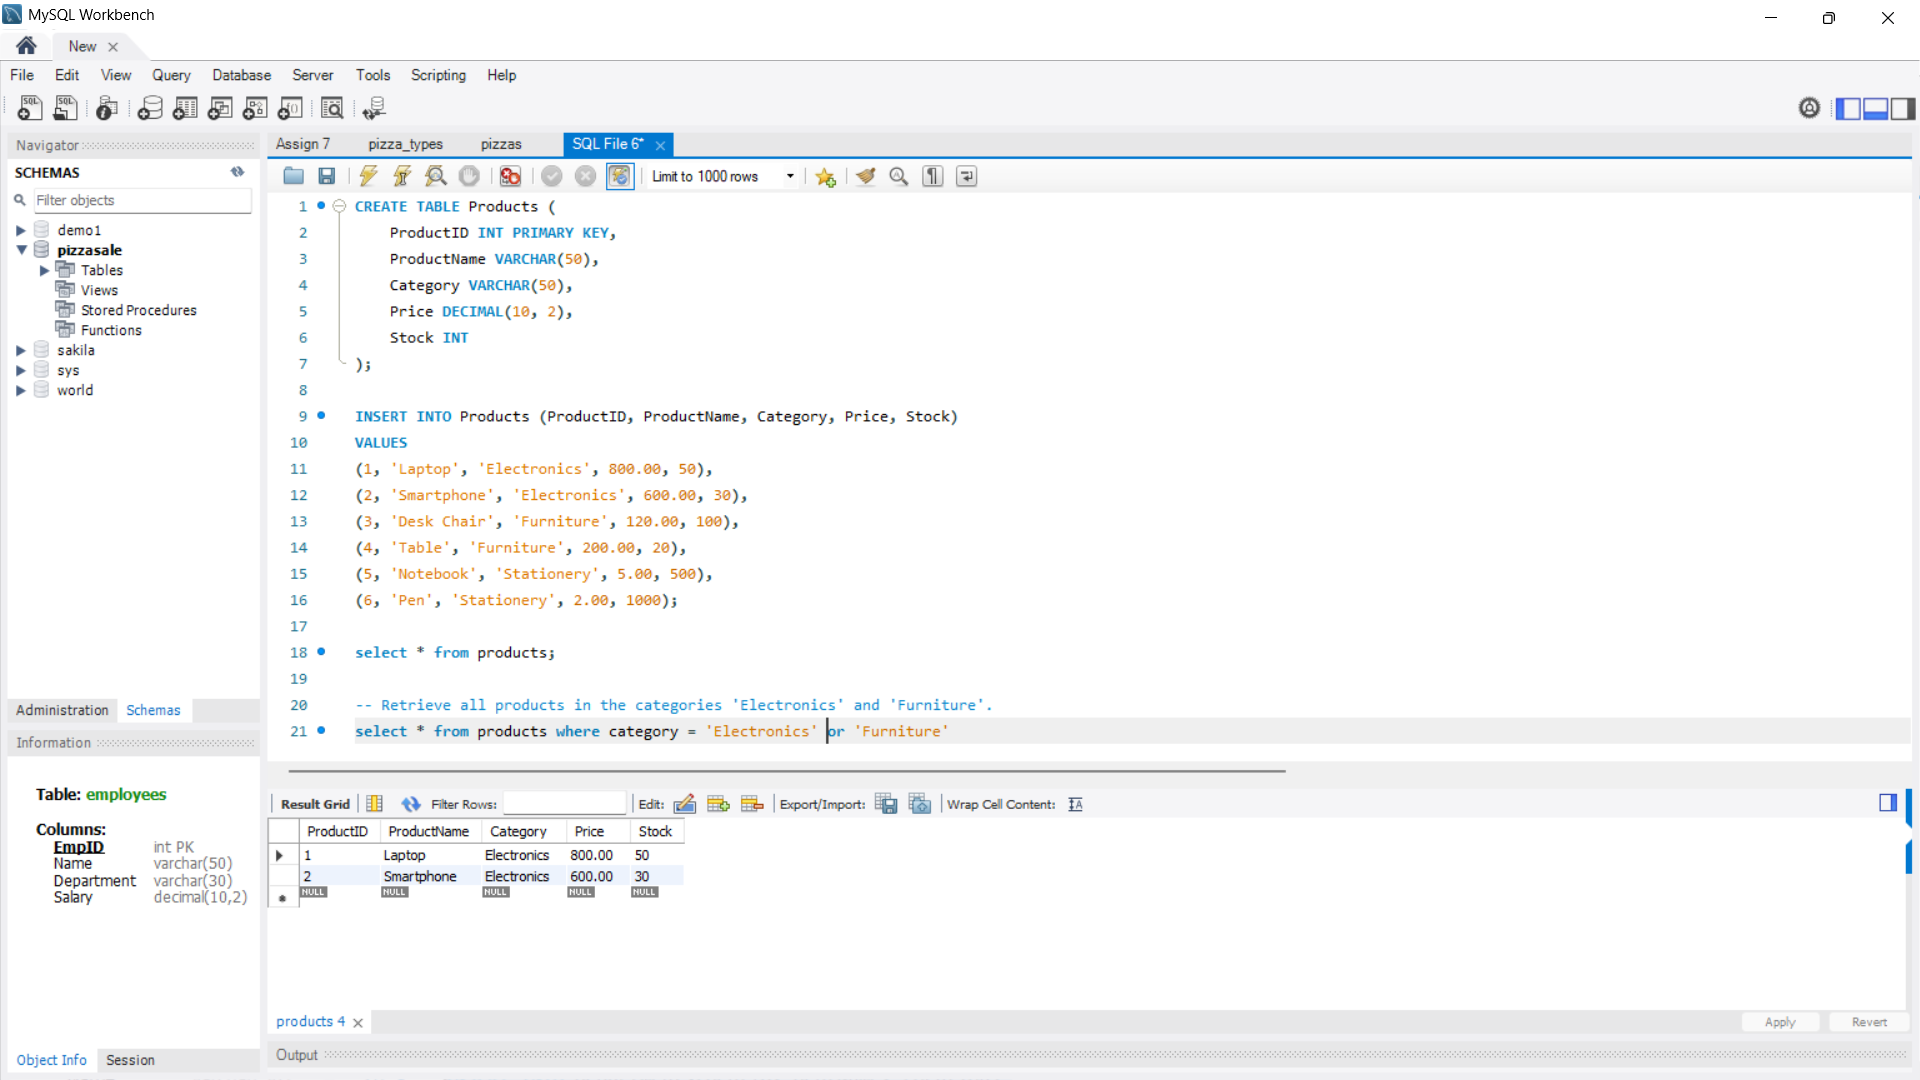 MySQL Workbench
New
File Edit View Query Database Server Tools Scripting Help
Navigator
SCHEMAS
Filter objects
demo1
pizzasale
Tables
Views
Stored Procedures
Functions
sakila
sys
world
Administration Schemas
Information
Table: employees
Columns:
EmpID int PK
Name varchar(50)
Department varchar(30)
Salary decimal(10,2)
Object Info Session
Assign 7 pizza_types pizzas SQL File 6*
Limit to 1000 rows
1 CREATE TABLE Products (
2 ProductID INT PRIMARY KEY,
3 ProductName VARCHAR(50),
4 Category VARCHAR(50),
5 Price DECIMAL(10, 2),
6 Stock INT
7 );
8
9 INSERT INTO Products (ProductID, ProductName, Category, Price, Stock)
10 VALUES
11 (1, 'Laptop', 'Electronics', 800.00, 50),
12 (2, 'Smartphone', 'Electronics', 600.00, 30),
13 (3, 'Desk Chair', 'Furniture', 120.00, 100),
14 (4, 'Table', 'Furniture', 200.00, 20),
15 (5, 'Notebook', 'Stationery', 5.00, 500),
16 (6, 'Pen', 'Stationery', 2.00, 1000);
17
18 select * from products;
19
20 -- Retrieve all products in the categories 'Electronics' and 'Furniture'.
21 select * from products where category = 'Electronics' or 'Furniture'
Result Grid Filter Rows: Edit: Export/Import: Wrap Cell Content:
ProductID ProductName Category Price Stock
1 Laptop Electronics 800.00 50
2 Smartphone Electronics 600.00 30
NULL NULL NULL NULL NULL
products 4
Apply Revert
Output